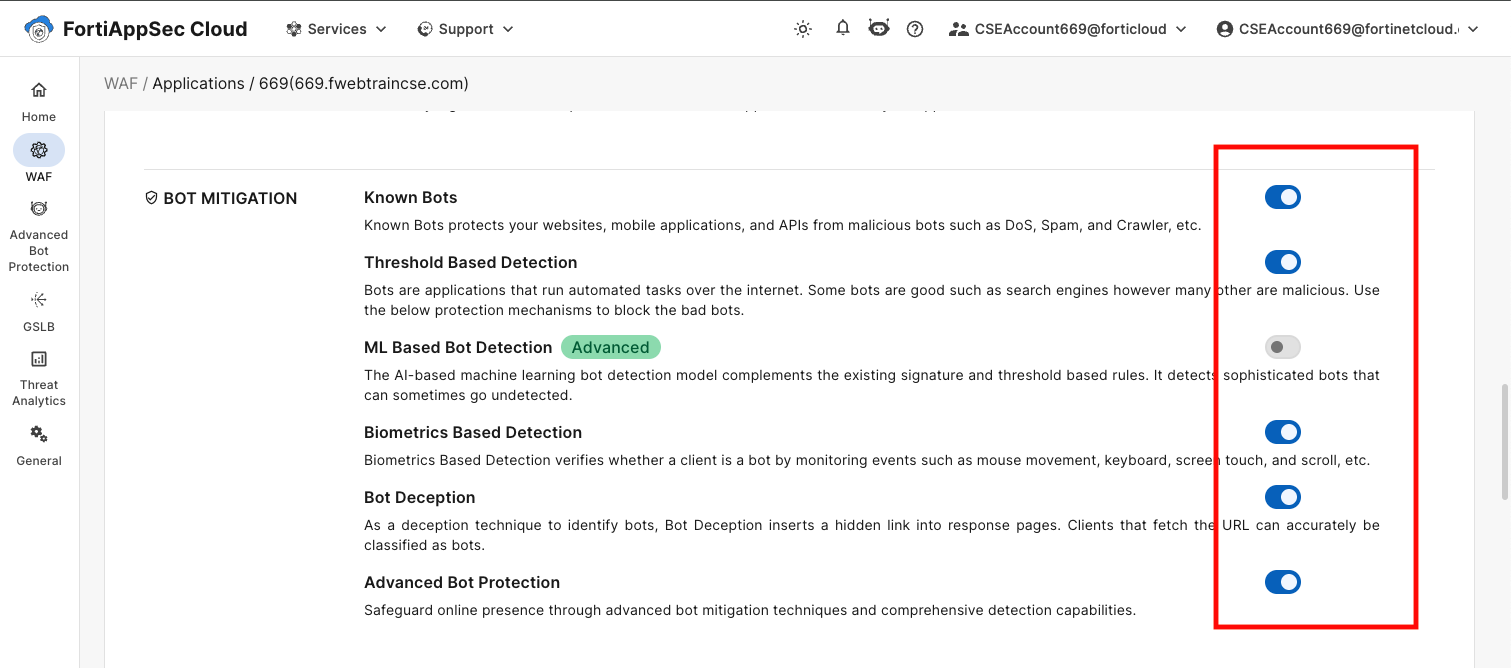 FortiAppSec Cloud
Services
Support
CSEAccount669@forticloud
CSEAccount669@fortinetcloud.
WAF / Applications / 669(669.fwebtraincse.com)
Home
WAF
Advanced
Bot
Protection
GSLB
Threat
Analytics
General
BOT MITIGATION
Known Bots
Known Bots protects your websites, mobile applications, and APIs from malicious bots such as DoS, Spam, and Crawler, etc.
Threshold Based Detection
Bots are applications that run automated tasks over the internet. Some bots are good such as search engines however many other are malicious. Use
the below protection mechanisms to block the bad bots.
ML Based Bot Detection Advanced
The AI-based machine learning bot detection model complements the existing signature and threshold based rules. It detects sophisticated bots that
can sometimes go undetected.
Biometrics Based Detection
Biometrics Based Detection verifies whether a client is a bot by monitoring events such as mouse movement, keyboard, screen touch, and scroll, etc.
Bot Deception
As a deception technique to identify bots, Bot Deception inserts a hidden link into response pages. Clients that fetch the URL can accurately be
classified as bots.
Advanced Bot Protection
Safeguard online presence through advanced bot mitigation techniques and comprehensive detection capabilities.